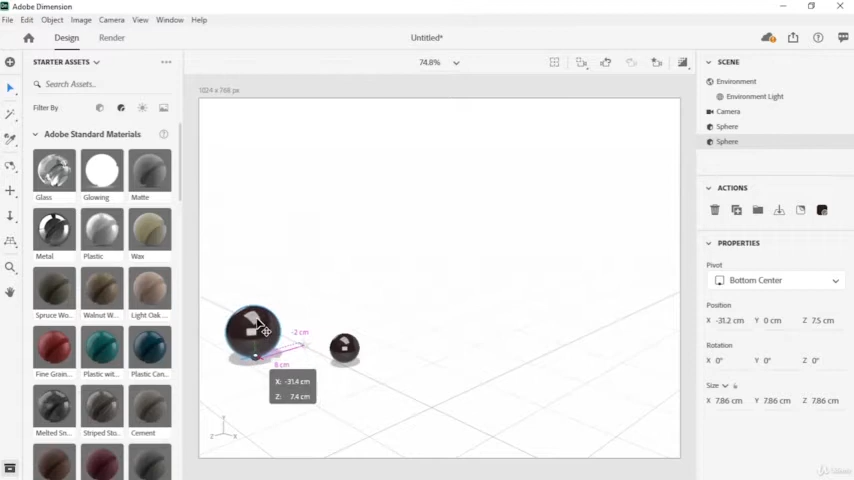 Dn Adobe Dimension
File Edit Object Image Camera View Window Help
Design Render Untitled*
STARTER ASSETS 74.8% SCENE
Search Assets...
1024 x 768 px
Environment
Environment Light
Filter By
Camera
Sphere
Adobe Standard Materials
Sphere
Glass Glowing Matte
ACTIONS
Metal Plastic Wax
PROPERTIES
Pivot
Bottom Center
Position
X -31.2 cm Y 0 cm Z 7.5 cm
Spruce Wo... Walnut W... Light Oak ...
-2 cm
Rotation
X 0° Y 0° Z 0°
8 cm
Fine Grain... Plastic wit... Plastic Can...
X: -31.4 cm
Z: 7.4 cm
Size
X 7.86 cm Y 7.86 cm Z 7.86 cm
Melted Sn... Striped Sto... Cement
Y
Z X